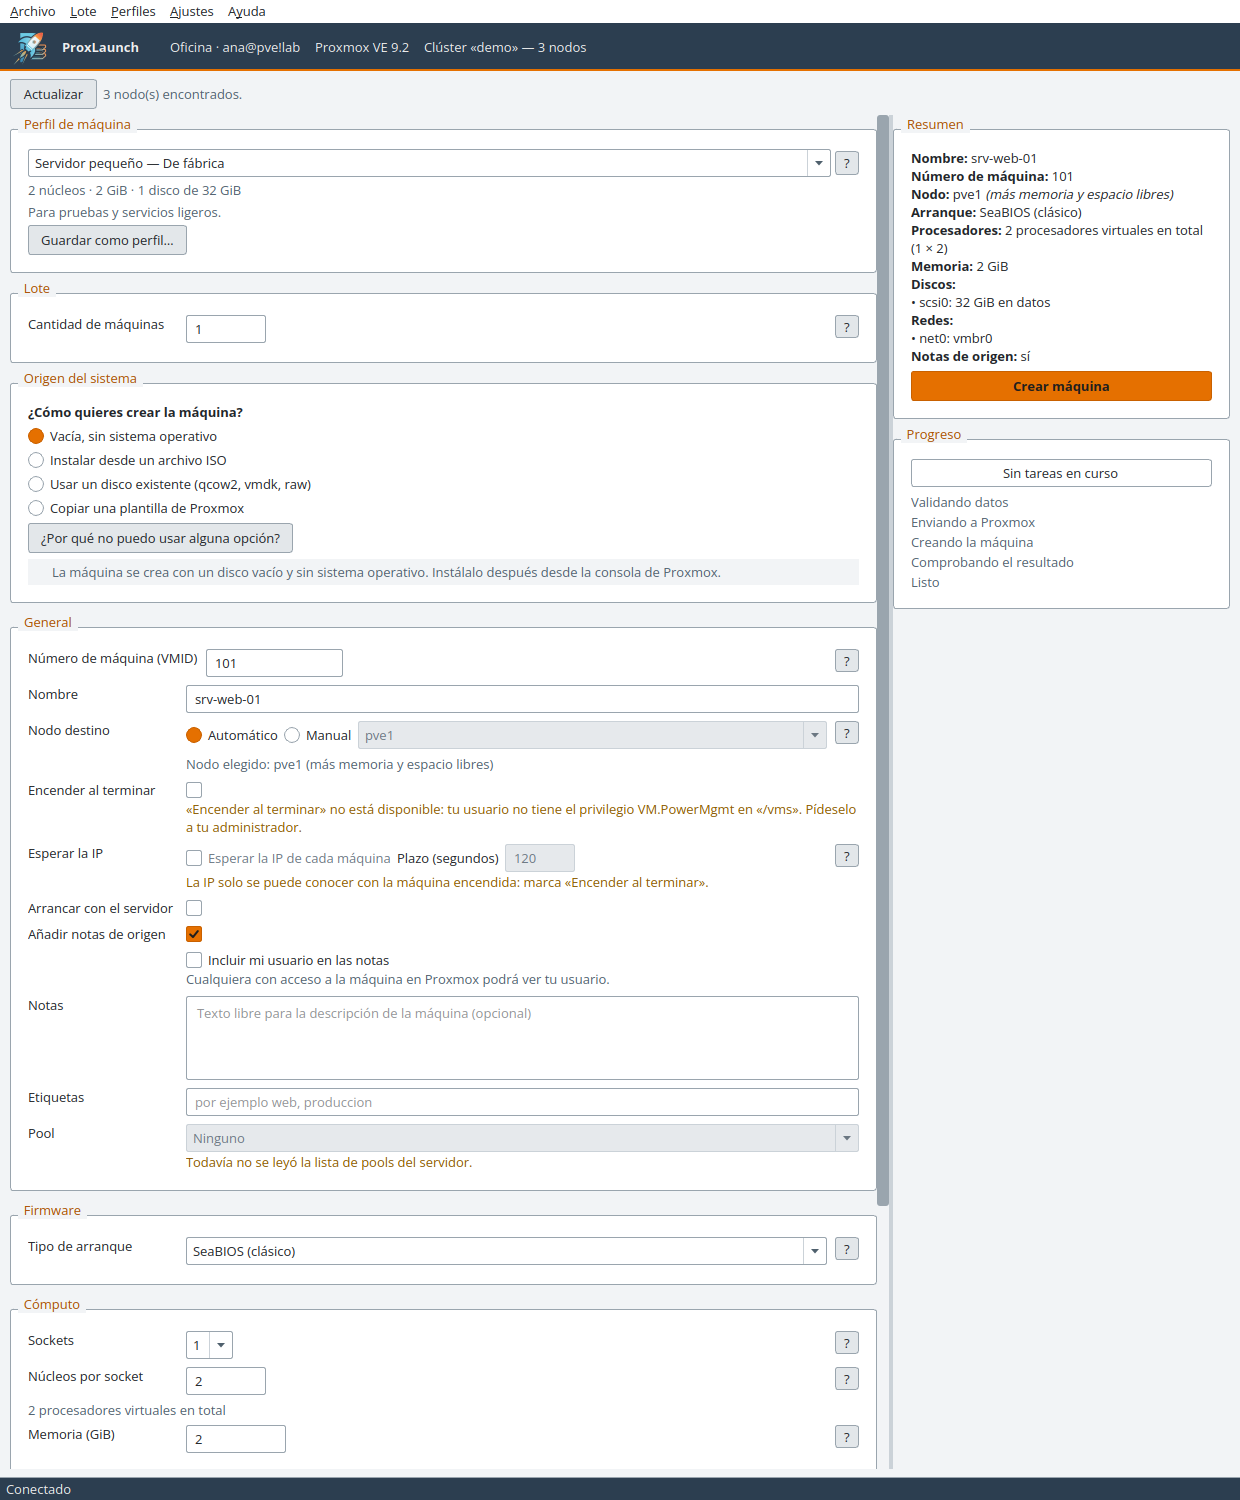 Archivo Lote Perfiles Ajustes Ayuda
ProxLaunch Oficina · ana@pve!lab Proxmox VE 9.2 Clúster «demo» — 3 nodos
Actualizar 3 nodo(s) encontrados.
Perfil de máquina
Servidor pequeño — De fábrica ?
2 núcleos · 2 GiB · 1 disco de 32 GiB
Para pruebas y servicios ligeros.
Guardar como perfil...
Lote
Cantidad de máquinas 1 ?
Origen del sistema
¿Cómo quieres crear la máquina?
Vacía, sin sistema operativo
Instalar desde un archivo ISO
Usar un disco existente (qcow2, vmdk, raw)
Copiar una plantilla de Proxmox
¿Por qué no puedo usar alguna opción?
La máquina se crea con un disco vacío y sin sistema operativo. Instálalo después desde la consola de Proxmox.
General
Número de máquina (VMID) 101 ?
Nombre srv-web-01
Nodo destino Automático Manual pve1 ?
Nodo elegido: pve1 (más memoria y espacio libres)
Encender al terminar
«Encender al terminar» no está disponible: tu usuario no tiene el privilegio VM.PowerMgmt en «/vms». Pídeselo
a tu administrador.
Esperar la IP Esperar la IP de cada máquina Plazo (segundos) 120 ?
La IP solo se puede conocer con la máquina encendida: marca «Encender al terminar».
Arrancar con el servidor
Añadir notas de origen
Incluir mi usuario en las notas
Cualquiera con acceso a la máquina en Proxmox podrá ver tu usuario.
Notas Texto libre para la descripción de la máquina (opcional)
Etiquetas por ejemplo web, produccion
Pool Ninguno
Todavía no se leyó la lista de pools del servidor.
Firmware
Tipo de arranque SeaBIOS (clásico) ?
Cómputo
Sockets 1 ?
Núcleos por socket 2 ?
2 procesadores virtuales en total
Memoria (GiB) 2 ?
Resumen
Nombre: srv-web-01
Número de máquina: 101
Nodo: pve1 (más memoria y espacio libres)
Arranque: SeaBIOS (clásico)
Procesadores: 2 procesadores virtuales en total
(1 × 2)
Memoria: 2 GiB
Discos:
• scsi0: 32 GiB en datos
Redes:
• net0: vmbr0
Notas de origen: sí
Crear máquina
Progreso
Sin tareas en curso
Validando datos
Enviando a Proxmox
Creando la máquina
Comprobando el resultado
Listo
Conectado